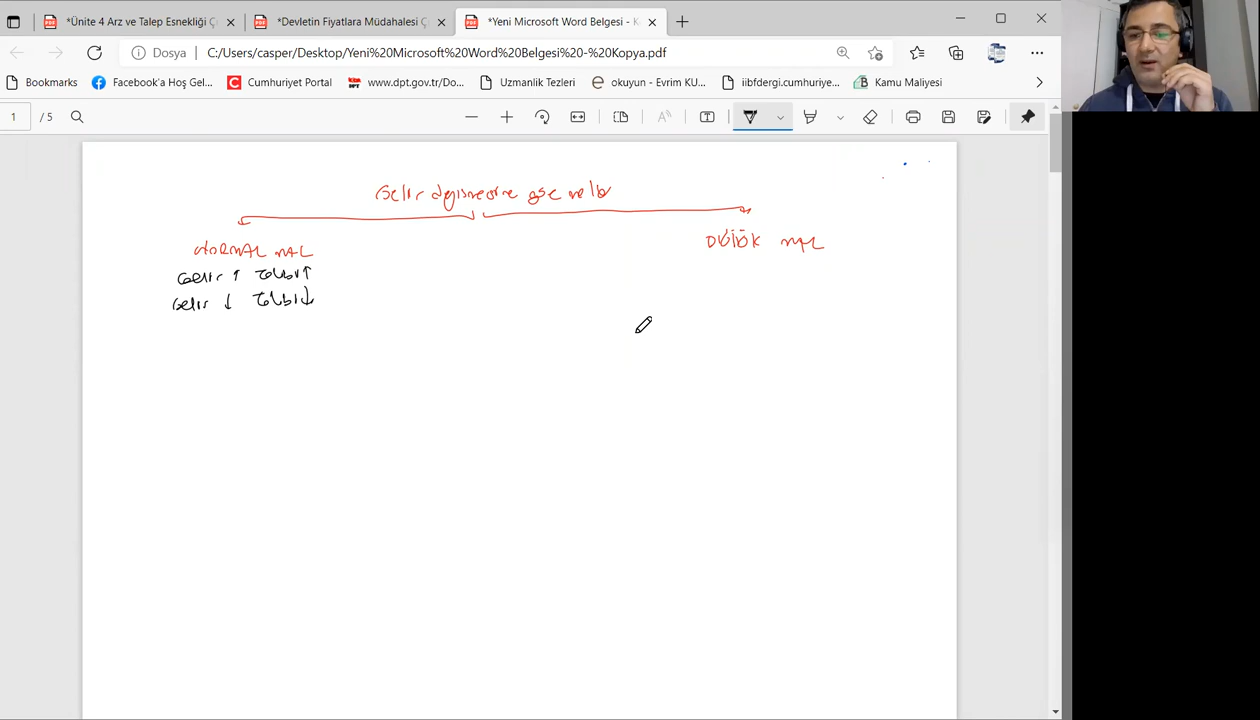 *Ünite 4 Arz ve Talep Esnekliği Ç
*Devletin Fiyatlara Müdahalesi Ç
*Yeni Microsoft Word Belgesi - K
Dosya C:/Users/casper/Desktop/Yeni%20Microsoft%20Word%20Belgesi%20-%20Kopya.pdf
Bookmarks Facebook'a Hoş Gel... Cumhuriyet Portal www.dpt.gov.tr/Do... Uzmanlık Tezleri okuyun - Evrim KU... iibfdergi.cumhuriye... Kamu Maliyesi
1 / 5
Gelir değişmesine göre mallar
NORMAL MAL
DÜŞÜK MAL
Gelir ↑ Talebi ↑
Gelir ↓ Talebi ↓